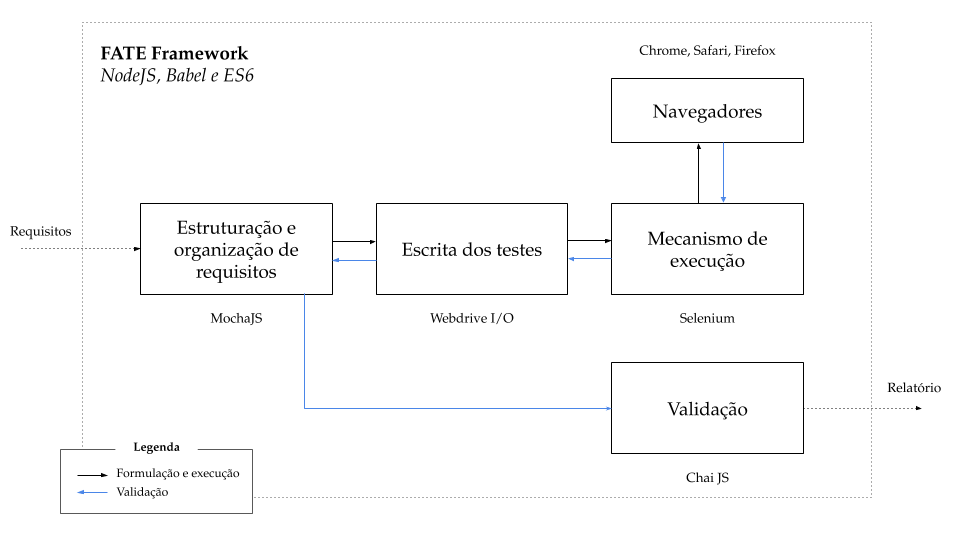 FATE Framework
NodeJS, Babel e ES6
Chrome, Safari, Firefox
Navegadores
Requisitos
Estruturação e
organização de
requisitos
MochaJS
Escrita dos testes
Webdrive I/O
Mecanismo de
execução
Selenium
Validação
Chai JS
Relatório
Legenda
Formulação e execução
Validação